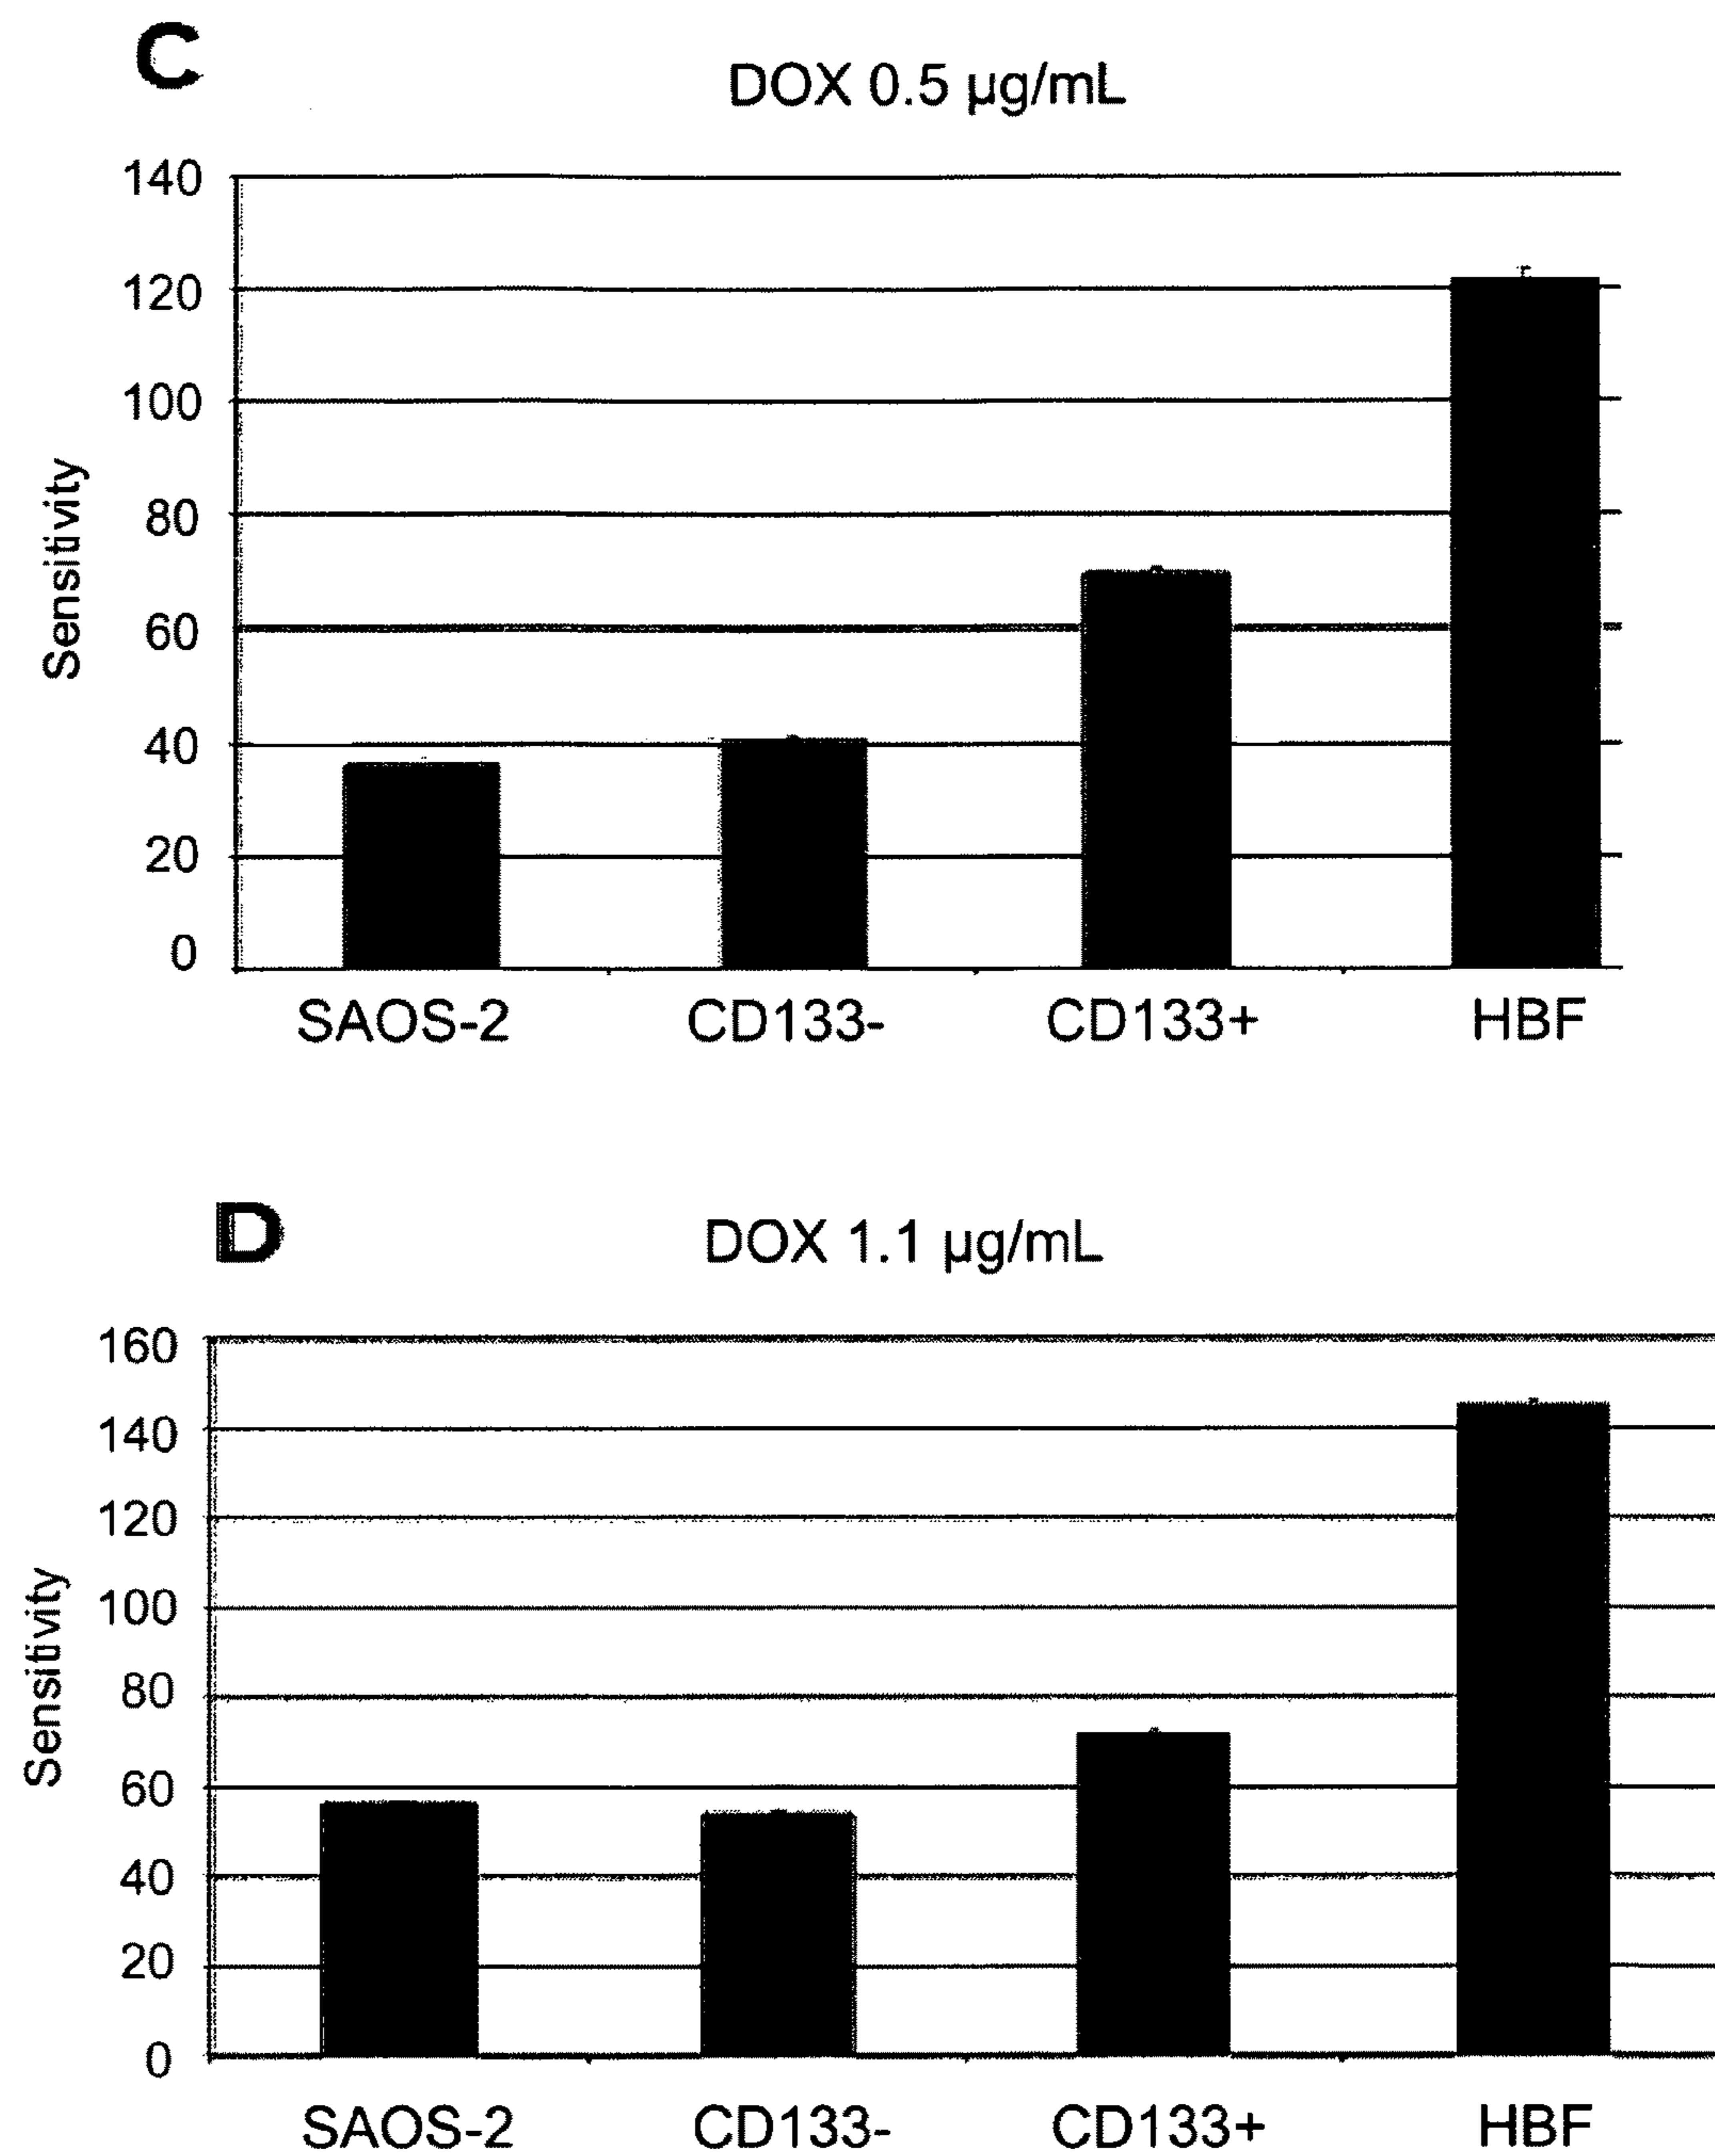 C
DOX 0.5 µg/mL
140
120
100
80
60
40
20
0
Sensitivity
SAOS-2 CD133- CD133+ HBF
D
DOX 1.1 µg/mL
160
140
120
100
80
60
40
20
0
Sensitivity
SAOS-2 CD133- CD133+ HBF